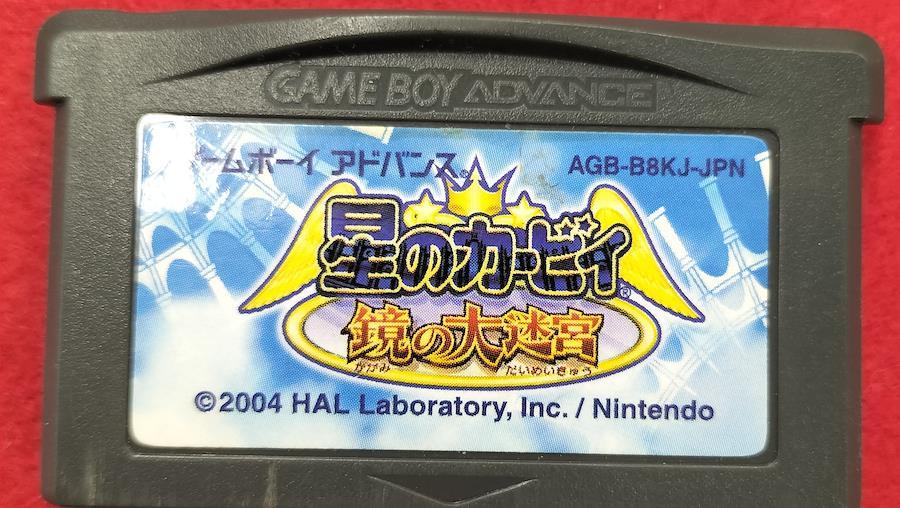 GAME BOY ADVANCE
ゲームボーイ アドバンス®
AGB-B8KJ-JPN
星のカービィ®
鏡の大迷宮
かがみ だいめいきゅう
©2004 HAL Laboratory, Inc. / Nintendo